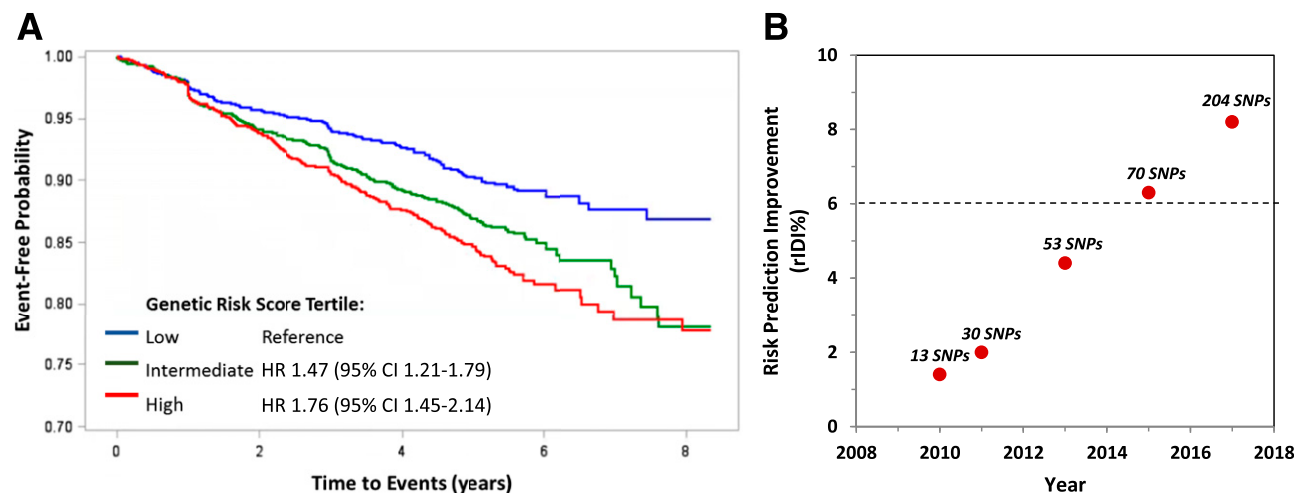 A
1.00
0.95
0.90
0.85
0.80
0.75
0.70
Event-Free Probability
Genetic Risk Score Tertile:
Low Reference
Intermediate HR 1.47 (95% CI 1.21-1.79)
High HR 1.76 (95% CI 1.45-2.14)
0 2 4 6 8
Time to Events (years)
B
10
8
6
4
2
0
Risk Prediction Improvement
(rIDI%)
204 SNPs
70 SNPs
53 SNPs
30 SNPs
13 SNPs
2008 2010 2012 2014 2016 2018
Year